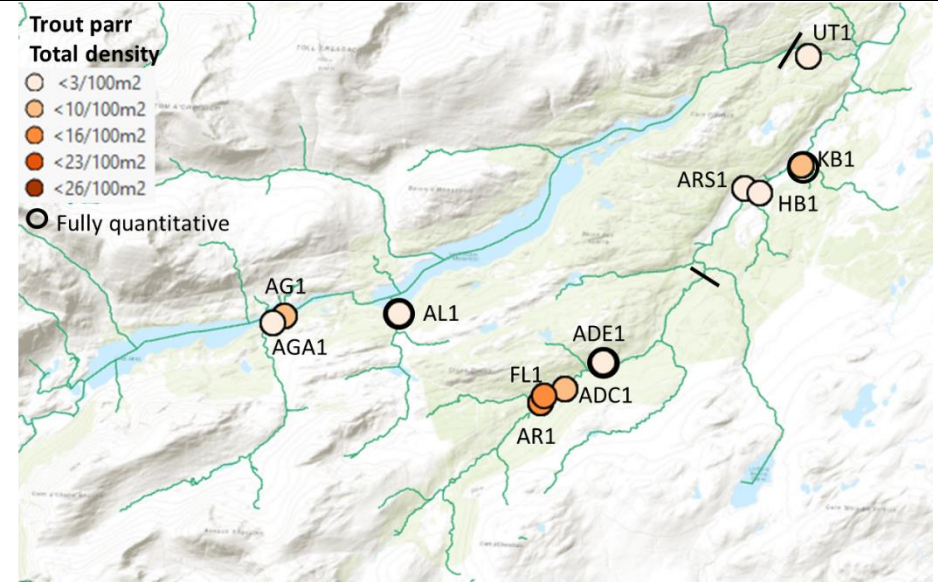 Trout parr
Total density
<3/100m2
<10/100m2
<16/100m2
<23/100m2
<26/100m2
Fully quantitative
UT1
KB1
ARS1
HB1
AG1
AL1
AGA1
ADE1
FL1
ADC1
AR1